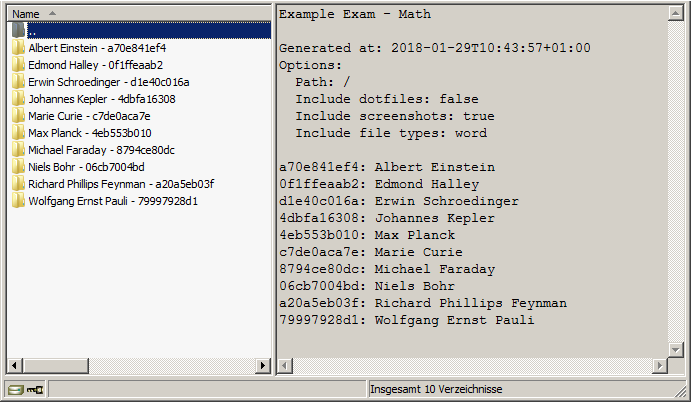 Name
..
Albert Einstein - a70e841ef4
Edmond Halley - 0f1ffeaab2
Erwin Schroedinger - d1e40c016a
Johannes Kepler - 4dbfa16308
Marie Curie - c7de0aca7e
Max Planck - 4eb553b010
Michael Faraday - 8794ce80dc
Niels Bohr - 06cb7004bd
Richard Phillips Feynman - a20a5eb03f
Wolfgang Ernst Pauli - 79997928d1
Example Exam - Math
Generated at: 2018-01-29T10:43:57+01:00
Options:
Path: /
Include dotfiles: false
Include screenshots: true
Include file types: word
a70e841ef4: Albert Einstein
0f1ffeaab2: Edmond Halley
d1e40c016a: Erwin Schroedinger
4dbfa16308: Johannes Kepler
4eb553b010: Max Planck
c7de0aca7e: Marie Curie
8794ce80dc: Michael Faraday
06cb7004bd: Niels Bohr
a20a5eb03f: Richard Phillips Feynman
79997928d1: Wolfgang Ernst Pauli
Insgesamt 10 Verzeichnisse